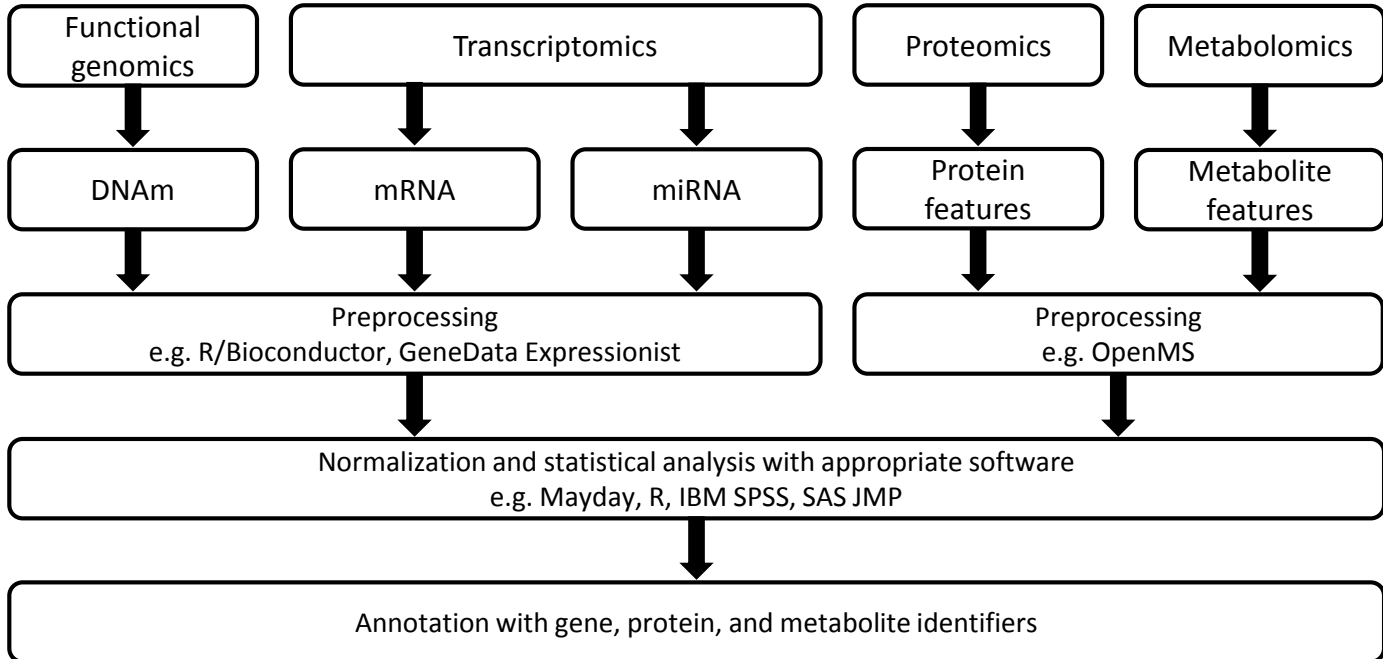 Functional
genomics
Transcriptomics
Proteomics
Metabolomics
DNAm
mRNA
miRNA
Protein
features
Metabolite
features
Preprocessing
e.g. R/Bioconductor, GeneData Expressionist
Preprocessing
e.g. OpenMS
Normalization and statistical analysis with appropriate software
e.g. Mayday, R, IBM SPSS, SAS JMP
Annotation with gene, protein, and metabolite identifiers